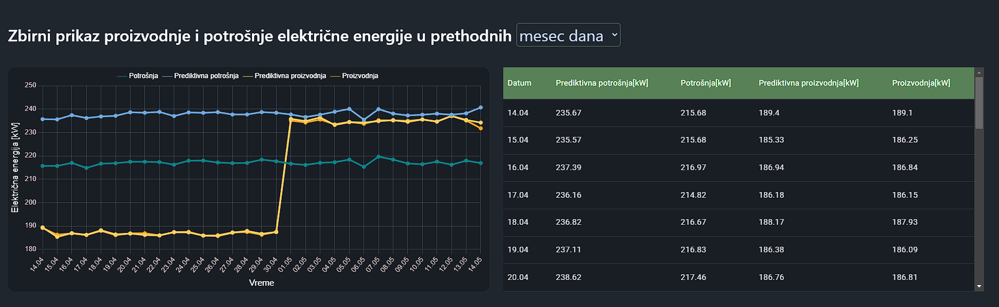 Zbirni prikaz proizvodnje i potrošnje električne energije u prethodnih mesec dana
Potrošnja Prediktivna potrošnja Prediktivna proizvodnja Proizvodnja
250
240
230
220
210
200
190
180
Električna energija [kW]
14.04 15.04 16.04 17.04 18.04 19.04 20.04 21.04 22.04 23.04 24.04 25.04 26.04 27.04 28.04 29.04 30.04 01.05 02.05 03.05 04.05 05.05 06.05 07.05 08.05 09.05 10.05 11.05 12.05 13.05 14.05
Vreme
Datum Prediktivna potrošnja[kW] Potrošnja[kW] Prediktivna proizvodnja[kW] Proizvodnja[kW]
14.04 235.67 215.68 189.4 189.1
15.04 235.57 215.68 185.33 186.25
16.04 237.39 216.97 186.94 186.84
17.04 236.16 214.82 186.18 186.15
18.04 236.82 216.67 188.17 187.93
19.04 237.11 216.83 186.38 186.09
20.04 238.62 217.46 186.76 186.81